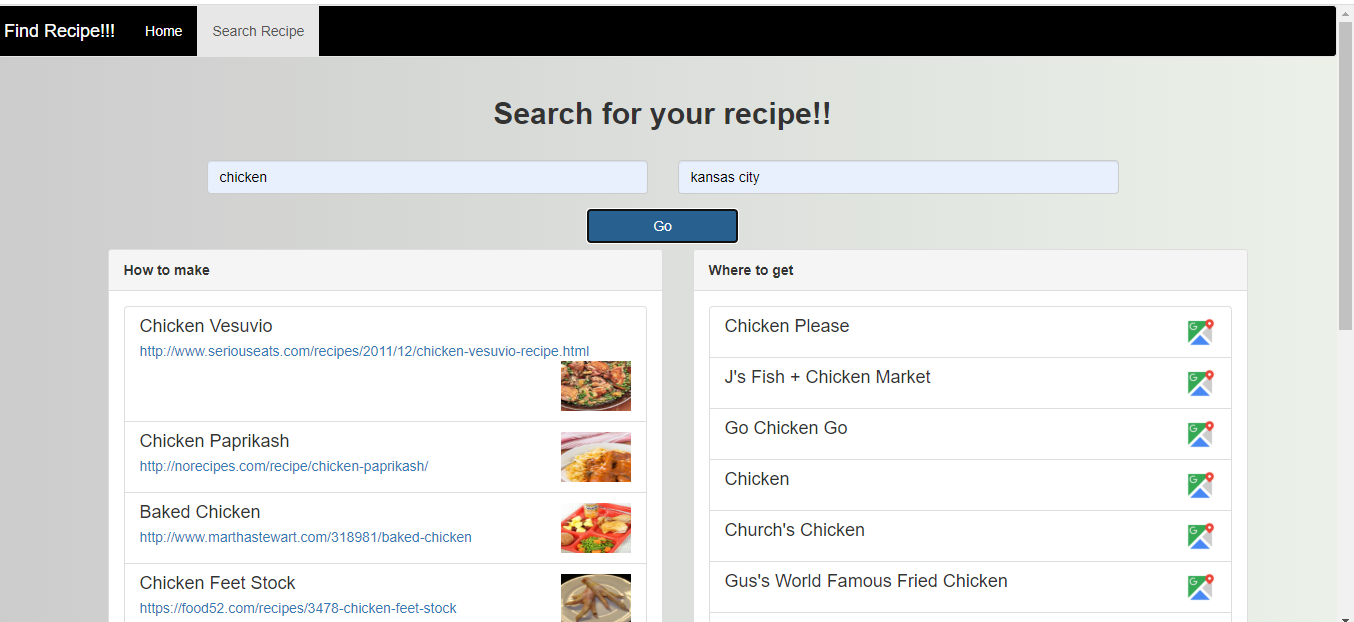 Find Recipe!!! Home Search Recipe
Search for your recipe!!
chicken
kansas city
Go
How to make
Chicken Vesuvio
http://www.seriouseats.com/recipes/2011/12/chicken-vesuvio-recipe.html
Chicken Paprikash
http://norecipes.com/recipe/chicken-paprikash/
Baked Chicken
http://www.marthastewart.com/318981/baked-chicken
Chicken Feet Stock
https://food52.com/recipes/3478-chicken-feet-stock
Where to get
Chicken Please
G
J's Fish + Chicken Market
G
Go Chicken Go
G
Chicken
G
Church's Chicken
G
Gus's World Famous Fried Chicken
G